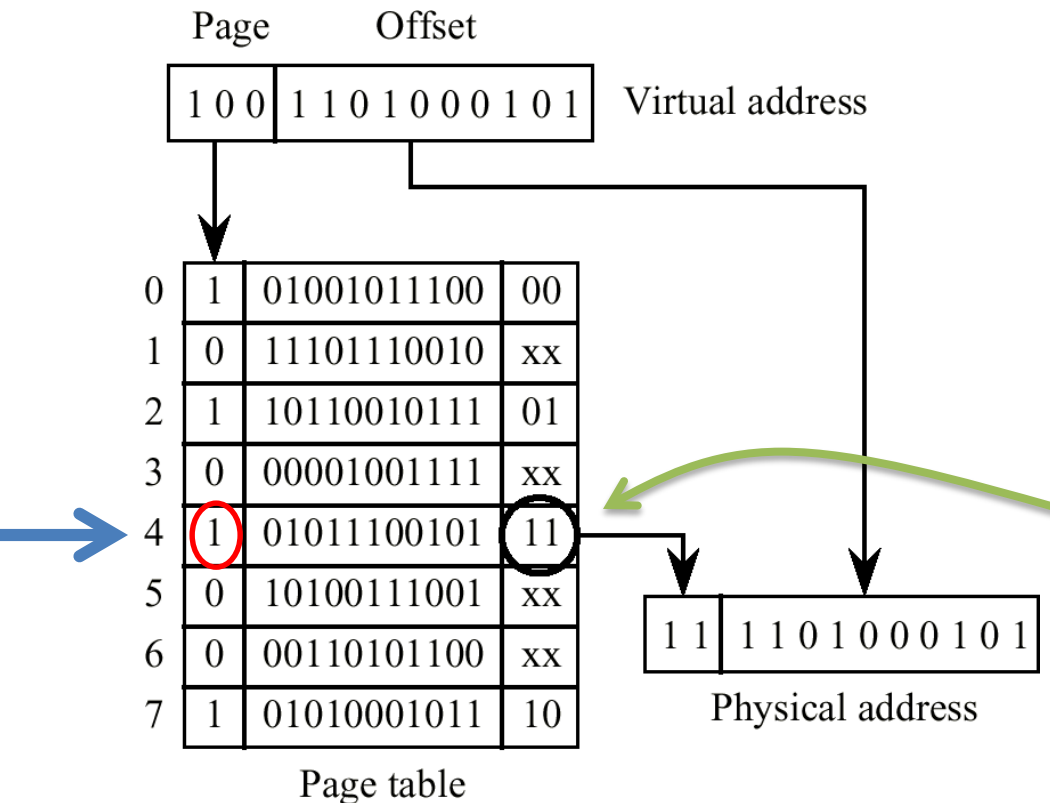 Page Offset
1 0 0 1 1 0 1 0 0 0 1 0 1 Virtual address
0 1 01001011100 00
1 0 11101110010 xx
2 1 10110010111 01
3 0 00001001111 xx
4 1 01011100101 11
5 0 10100111001 xx
6 0 00110101100 xx
7 1 01010001011 10
1 1 1 1 0 1 0 0 0 1 0 1
Physical address
Page table